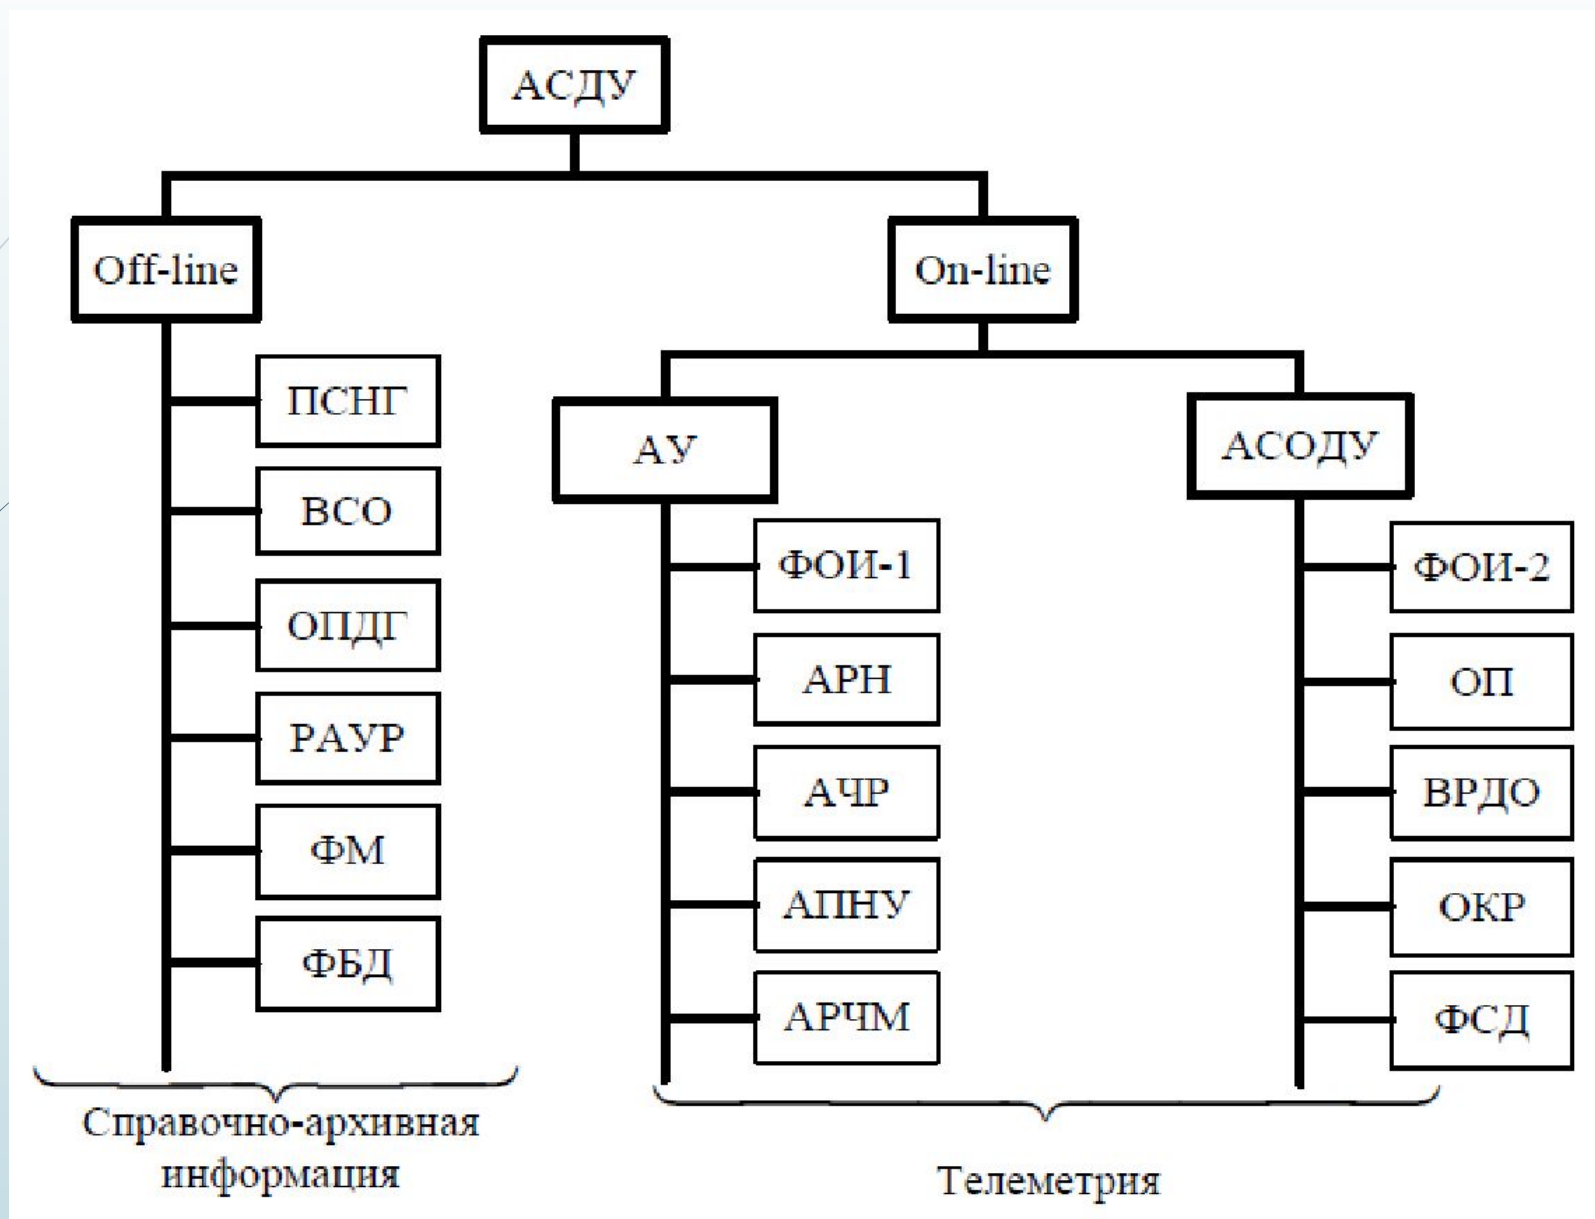 АСДУ
Off-line
On-line
ПСНГ
ВСО
ОПДГ
РАУР
ФМ
ФБД
АУ
ФОИ-1
АРН
АЧР
АПНУ
АРЧМ
АСОДУ
ФОИ-2
ОП
ВРДО
ОКР
ФСД
Справочно-архивная
информация
Телеметрия